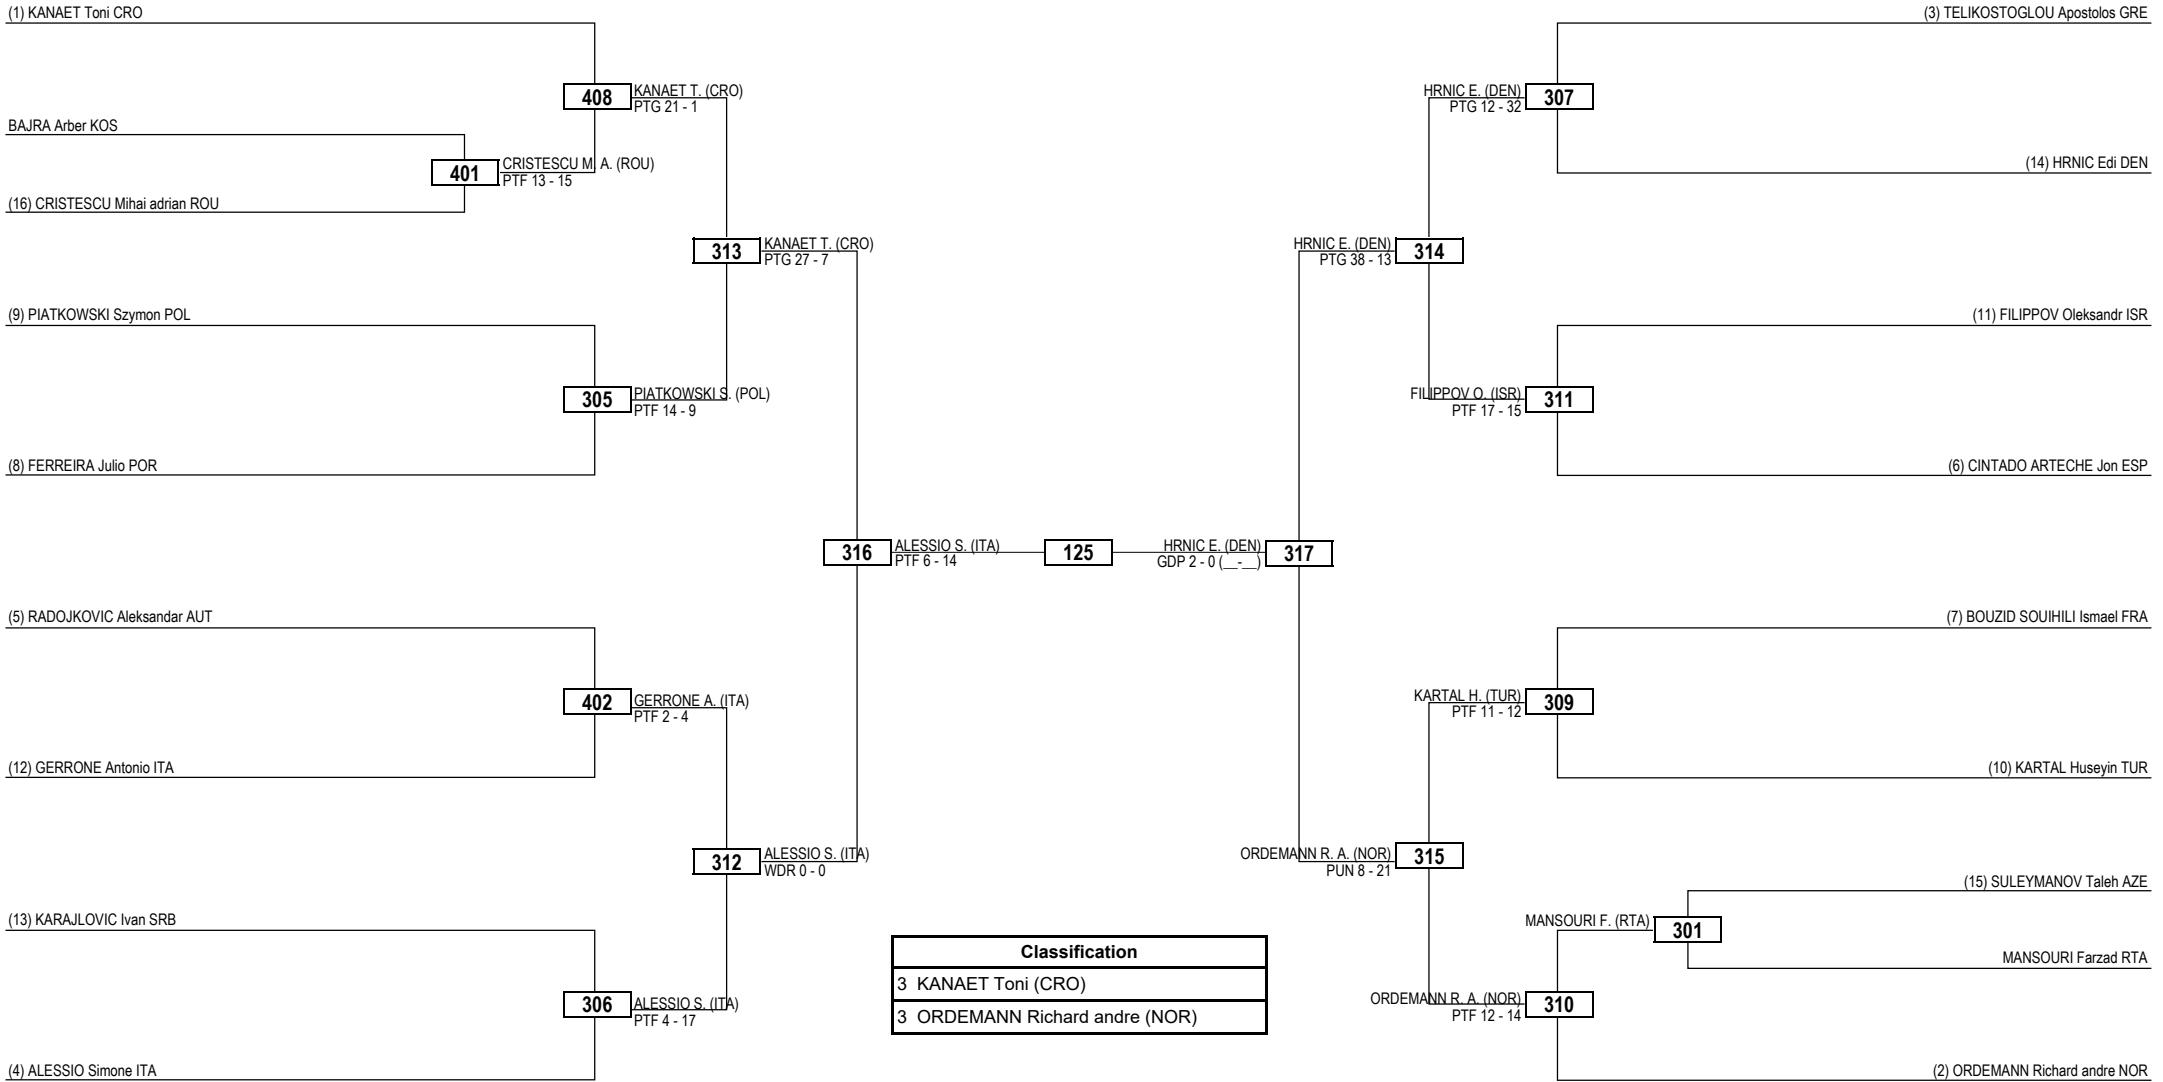 (1) KANAET Toni CRO
(3) TELIKOSTOGLOU Apostolos GRE
408
KANAET T. (CRO)
PTG 21 - 1
HRNIC E. (DEN)
PTG 12 - 32
307
BAJRA Arber KOS
401
CRISTESCU M. A. (ROU)
PTF 13 - 15
(14) HRNIC Edi DEN
(16) CRISTESCU Mihai adrian ROU
313
KANAET T. (CRO)
PTG 27 - 7
HRNIC E. (DEN)
PTG 38 - 13
314
(9) PIATKOWSKI Szymon POL
(11) FILIPPOV Oleksandr ISR
305
PIATKOWSKI S. (POL)
PTF 14 - 9
FILIPPOV O. (ISR)
PTF 17 - 15
311
(8) FERREIRA Julio POR
(6) CINTADO ARTECHE Jon ESP
316
ALESSIO S. (ITA)
PTF 6 - 14
125
HRNIC E. (DEN)
GDP 2 - 0 (__-__)
317
(5) RADOJKOVIC Aleksandar AUT
(7) BOUZID SOUIHILI Ismael FRA
402
GERRONE A. (ITA)
PTF 2 - 4
KARTAL H. (TUR)
PTF 11 - 12
309
(12) GERRONE Antonio ITA
(10) KARTAL Huseyin TUR
312
ALESSIO S. (ITA)
WDR 0 - 0
ORDEMANN R. A. (NOR)
PUN 8 - 21
315
(15) SULEYMANOV Taleh AZE
(13) KARAJLOVIC Ivan SRB
MANSOURI F. (RTA)
301
MANSOURI Farzad RTA
Classification
3 KANAET Toni (CRO)
3 ORDEMANN Richard andre (NOR)
306
ALESSIO S. (ITA)
PTF 4 - 17
ORDEMANN R. A. (NOR)
PTF 12 - 14
310
(4) ALESSIO Simone ITA
(2) ORDEMANN Richard andre NOR